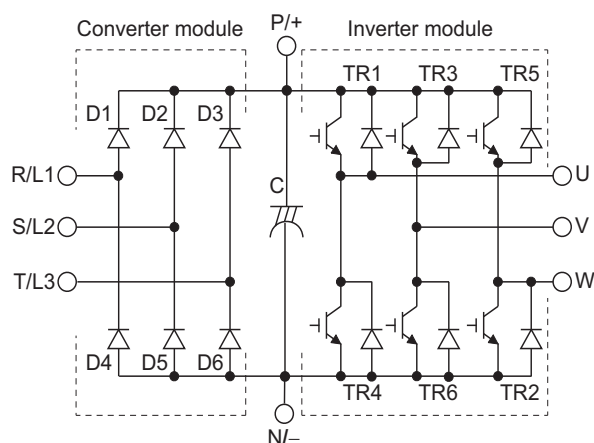 Converter module
P/+
Inverter module
TR1
TR3
TR5
D1
D2
D3
R/L1
C
U
S/L2
V
T/L3
W
D4
D5
D6
TR4
TR6
TR2
N/−